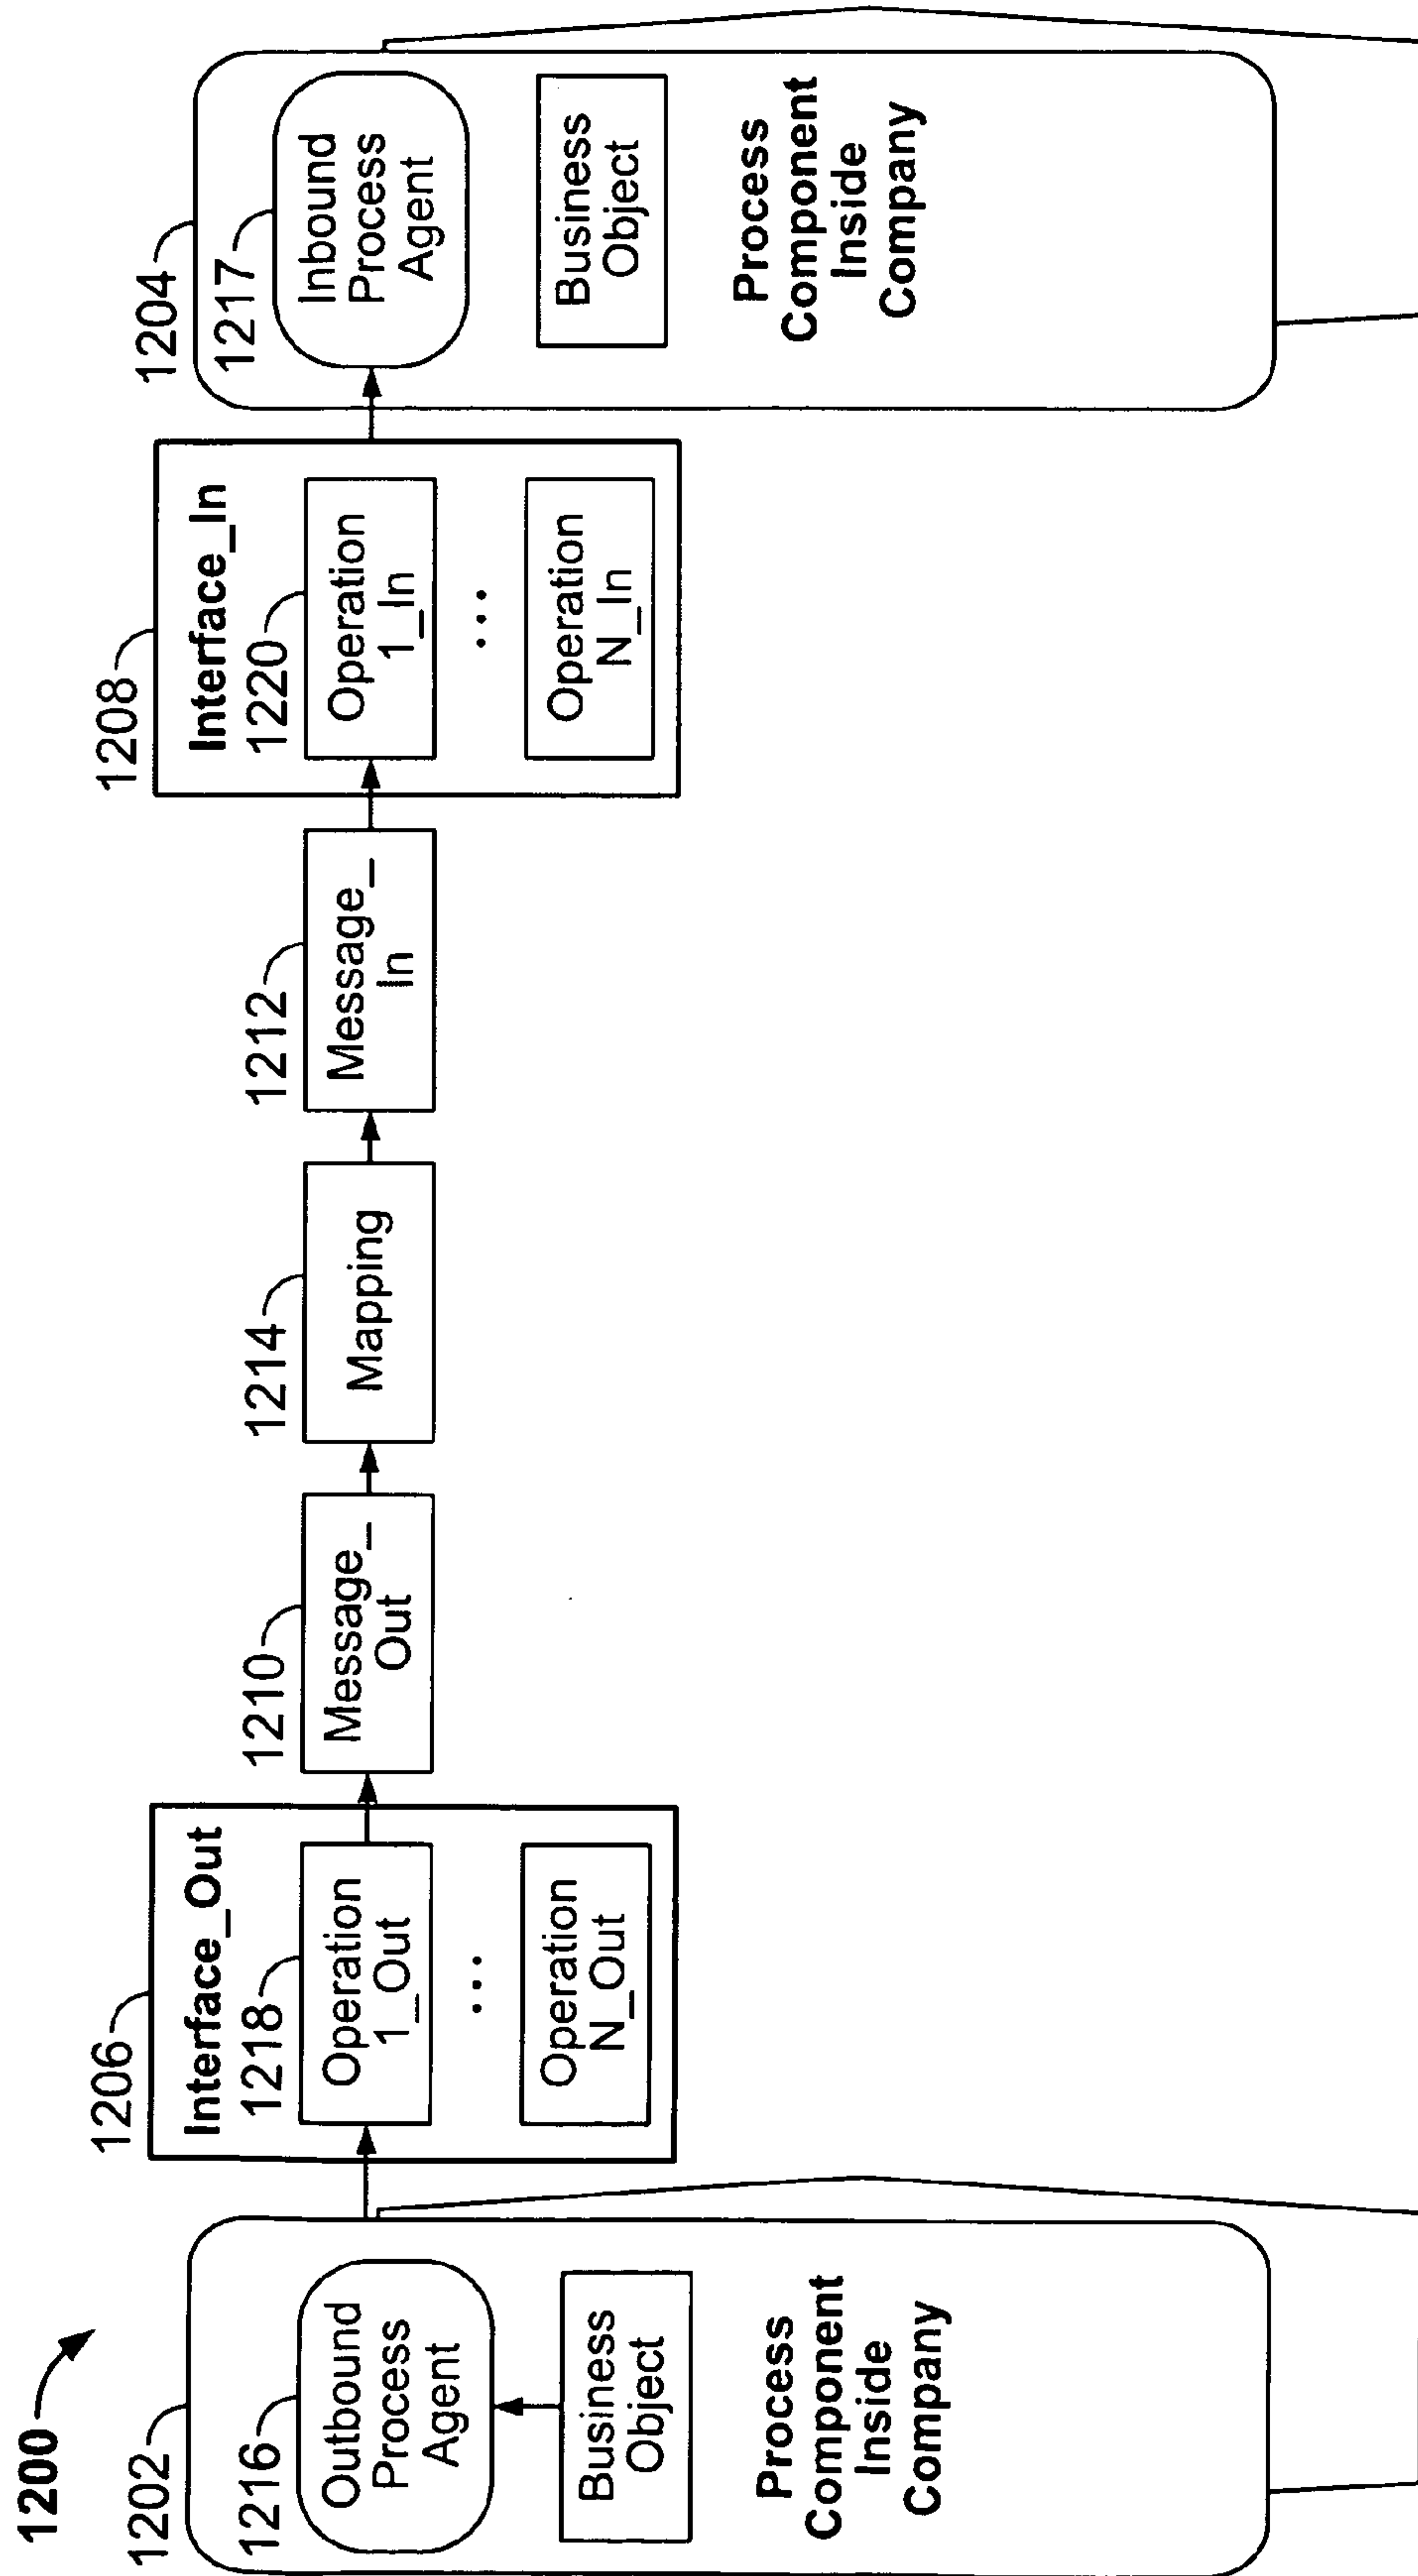 1200
1202
1216
Outbound
Process
Agent
Business
Object
Process
Component
Inside
Company
1206
Interface_Out
1218
Operation
1_Out
...
Operation
N_Out
1210
Message_
Out
1214
Mapping
1212
Message_
In
1208
Interface_In
1220
Operation
1_In
...
Operation
N_In
1204
1217
Inbound
Process
Agent
Business
Object
Process
Component
Inside
Company